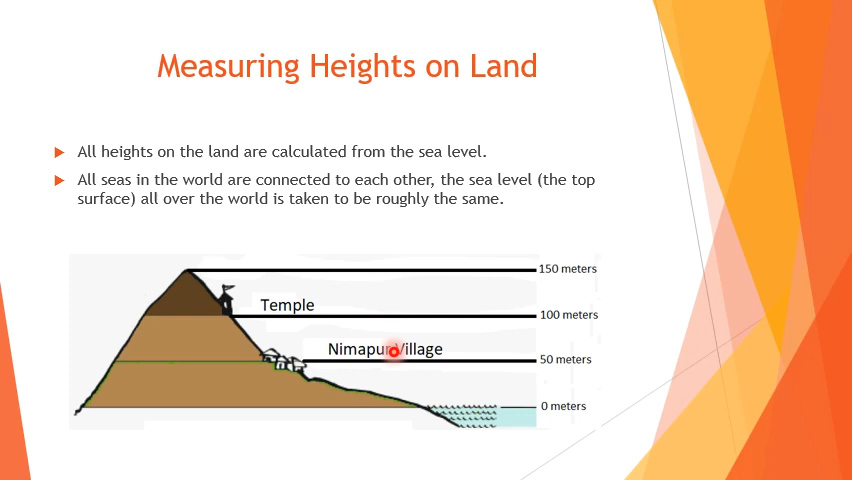 Measuring Heights on Land
All heights on the land are calculated from the sea level.
All seas in the world are connected to each other, the sea level (the top
surface) all over the world is taken to be roughly the same.
150 meters
Temple
100 meters
Nimapur Village
50 meters
0 meters